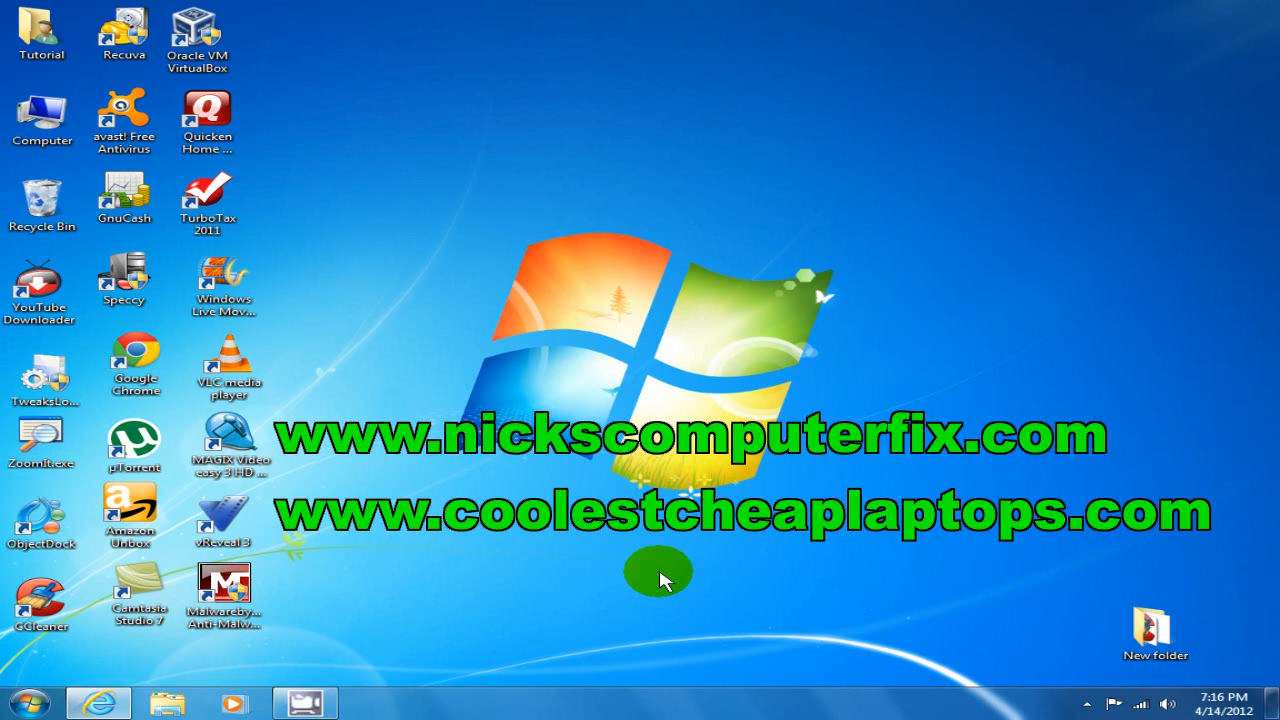 Tutorial
Recuva
Oracle VM
VirtualBox
Computer
avast! Free
Antivirus
Quicken
Home ...
Recycle Bin
GnuCash
TurboTax
2011
YouTube
Downloader
Speccy
Windows
Live Mov...
TweaksLo...
Google
Chrome
VLC media
player
ZoomIt.exe
µTorrent
MAGIX Video
easy 3 HD ...
www.nickscomputerfix.com
ObjectDock
Amazon
Unbox
vReveal 3
www.coolestcheaplaptops.com
CCleaner
Camtasia
Studio 7
Malwareby...
Anti-Malw...
New folder
7:16 PM
4/14/2012